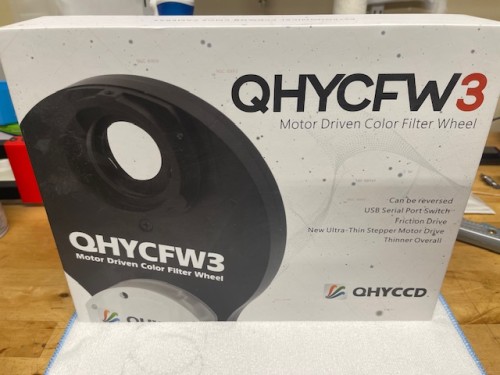 QHYCFW3
Motor Driven Color Filter Wheel
Can be reversed
USB Serial Port Switch
Friction Drive
New Ultra-Thin Stepper Motor Drive
Thinner Overall
QHYCCD
QHYCFW3
Motor Driven Color Filter Wheel